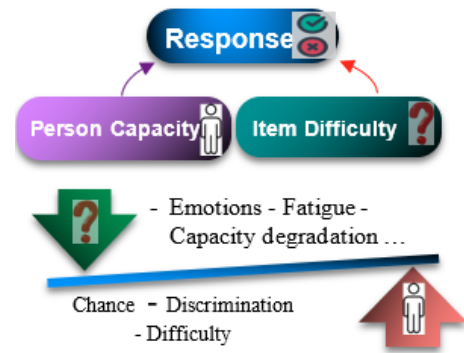 Response
Person Capacity
Item Difficulty
?
?
- Emotions - Fatigue -
Capacity degradation ...
Chance - Discrimination
- Difficulty